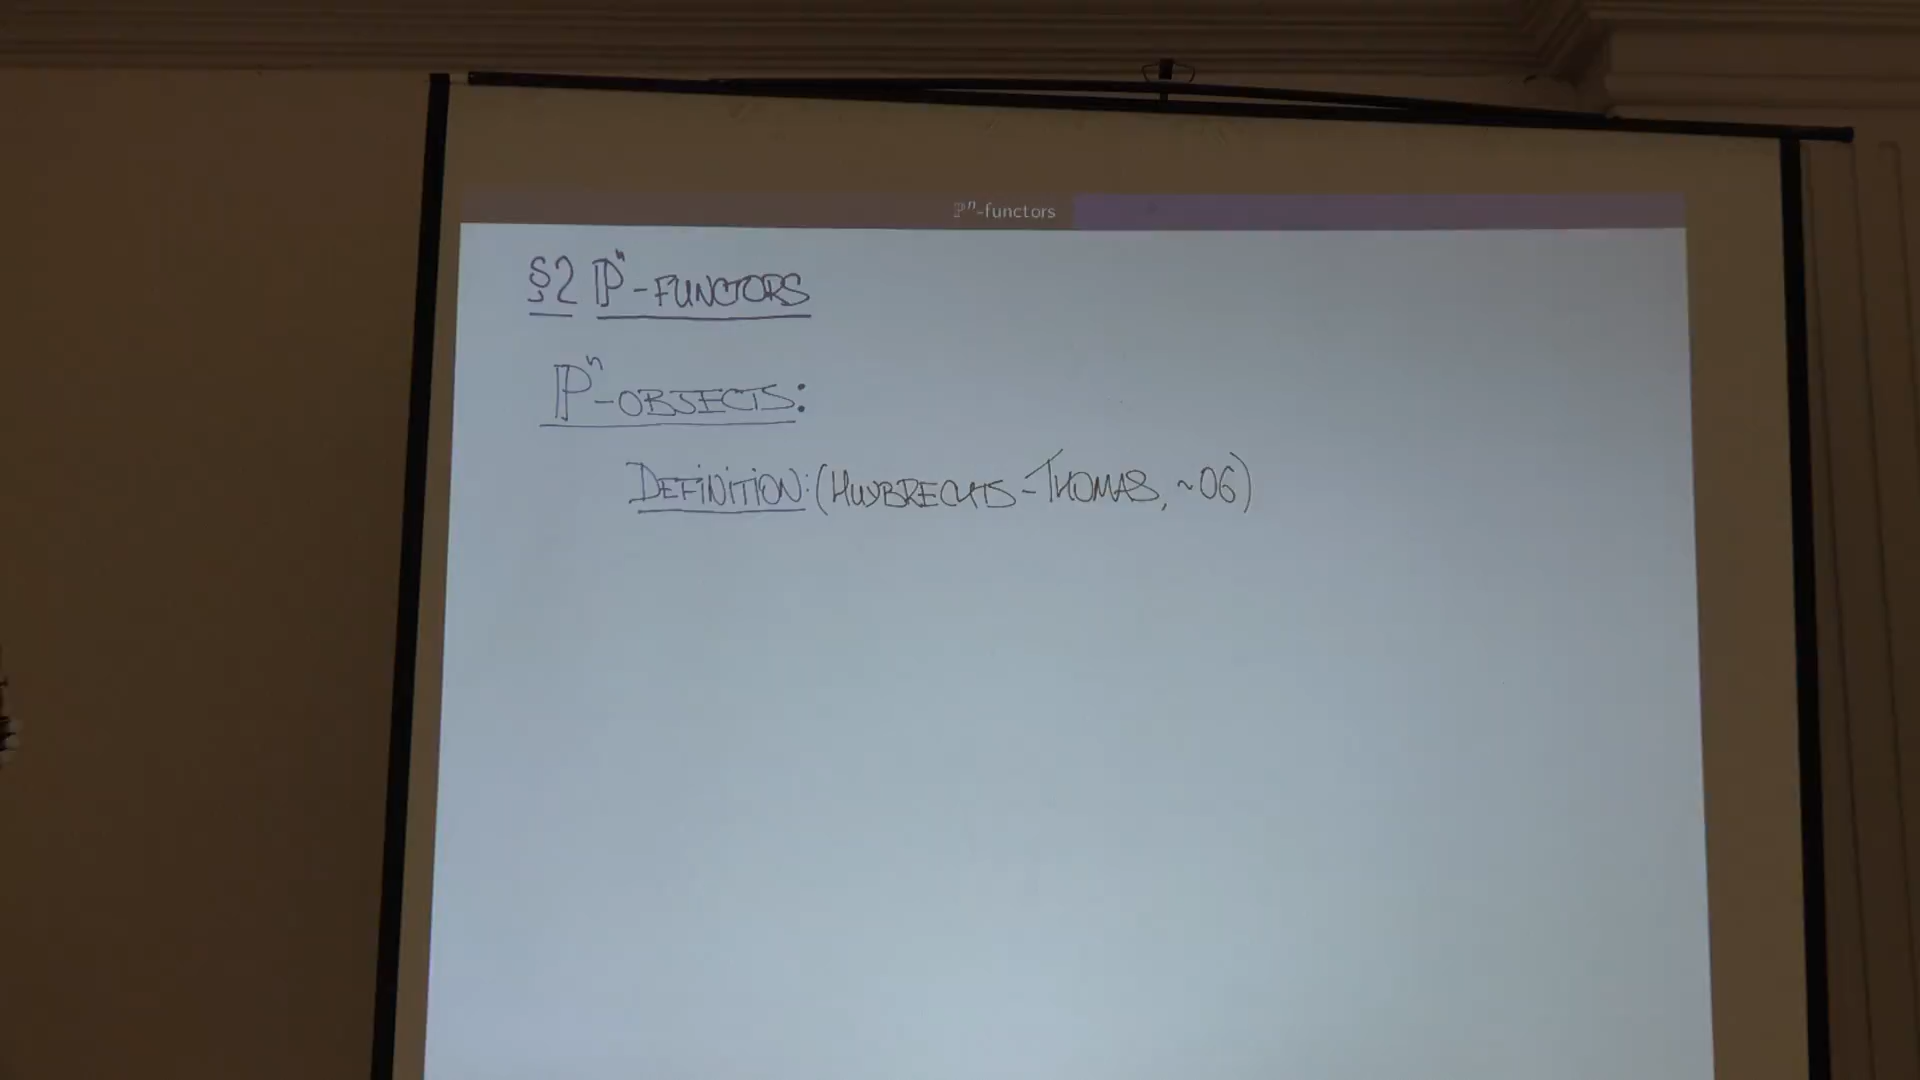 ℙⁿ-functors
§2 ℙⁿ-FUNCTORS
ℙⁿ-OBJECTS:
DEFINITION: (HUYBRECHTS-THOMAS, ~06)